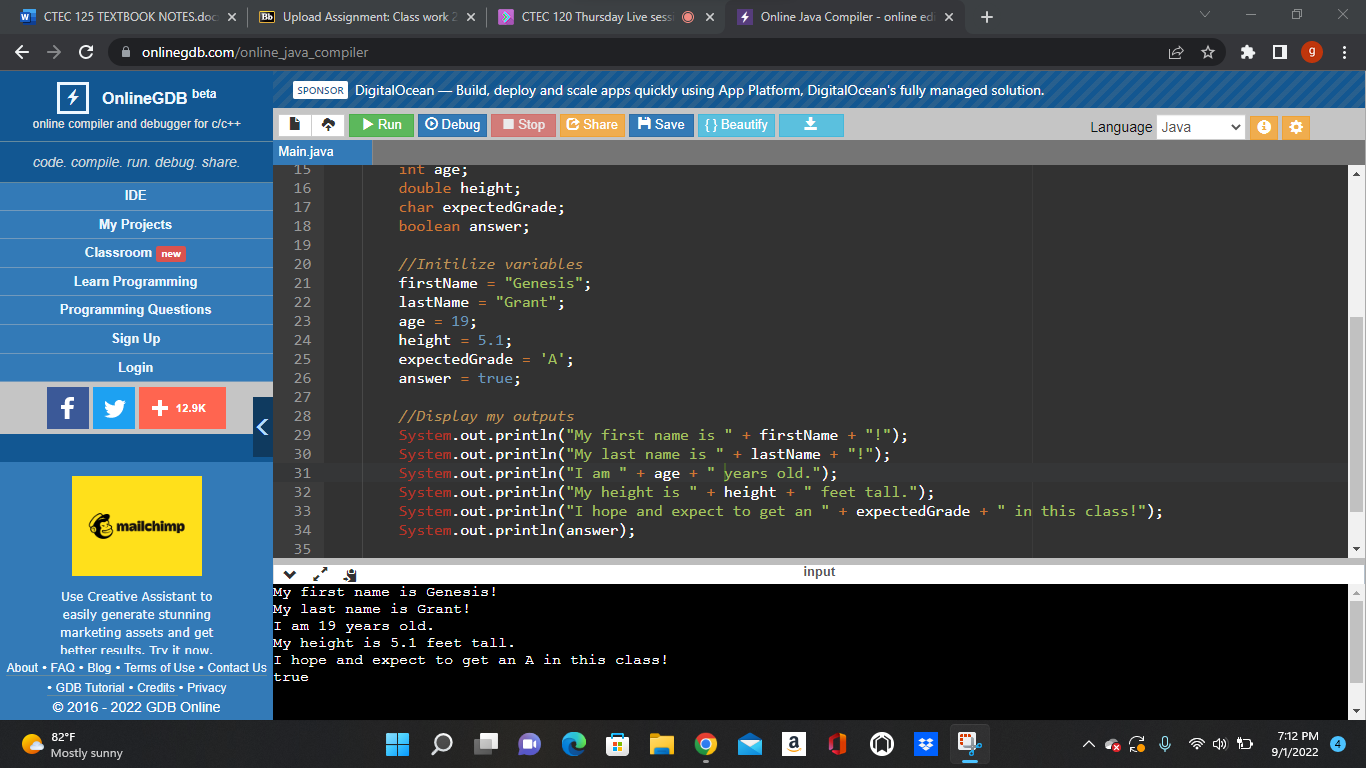 CTEC 125 TEXTBOOK NOTES.doc
Upload Assignment: Class work 2
CTEC 120 Thursday Live sess
Online Java Compiler - online edi
onlinegdb.com/online_java_compiler
g
OnlineGDB beta
online compiler and debugger for c/c++
code. compile. run. debug. share.
IDE
My Projects
Classroom new
Learn Programming
Programming Questions
Sign Up
Login
12.9K
mailchimp
Use Creative Assistant to
easily generate stunning
marketing assets and get
better results. Try it now.
About • FAQ • Blog • Terms of Use • Contact Us
• GDB Tutorial • Credits • Privacy
© 2016 - 2022 GDB Online
SPONSOR DigitalOcean — Build, deploy and scale apps quickly using App Platform, DigitalOcean's fully managed solution.
Run Debug Stop Share Save { } Beautify
Language Java
Main.java
15 int age;
16 double height;
17 char expectedGrade;
18 boolean answer;
19
20 //Initilize variables
21 firstName = "Genesis";
22 lastName = "Grant";
23 age = 19;
24 height = 5.1;
25 expectedGrade = 'A';
26 answer = true;
27
28 //Display my outputs
29 System.out.println("My first name is " + firstName + "!");
30 System.out.println("My last name is " + lastName + "!");
31 System.out.println("I am " + age + " years old.");
32 System.out.println("My height is " + height + " feet tall.");
33 System.out.println("I hope and expect to get an " + expectedGrade + " in this class!");
34 System.out.println(answer);
35
input
My first name is Genesis!
My last name is Grant!
I am 19 years old.
My height is 5.1 feet tall.
I hope and expect to get an A in this class!
true
82°F
Mostly sunny
7:12 PM
9/1/2022
4